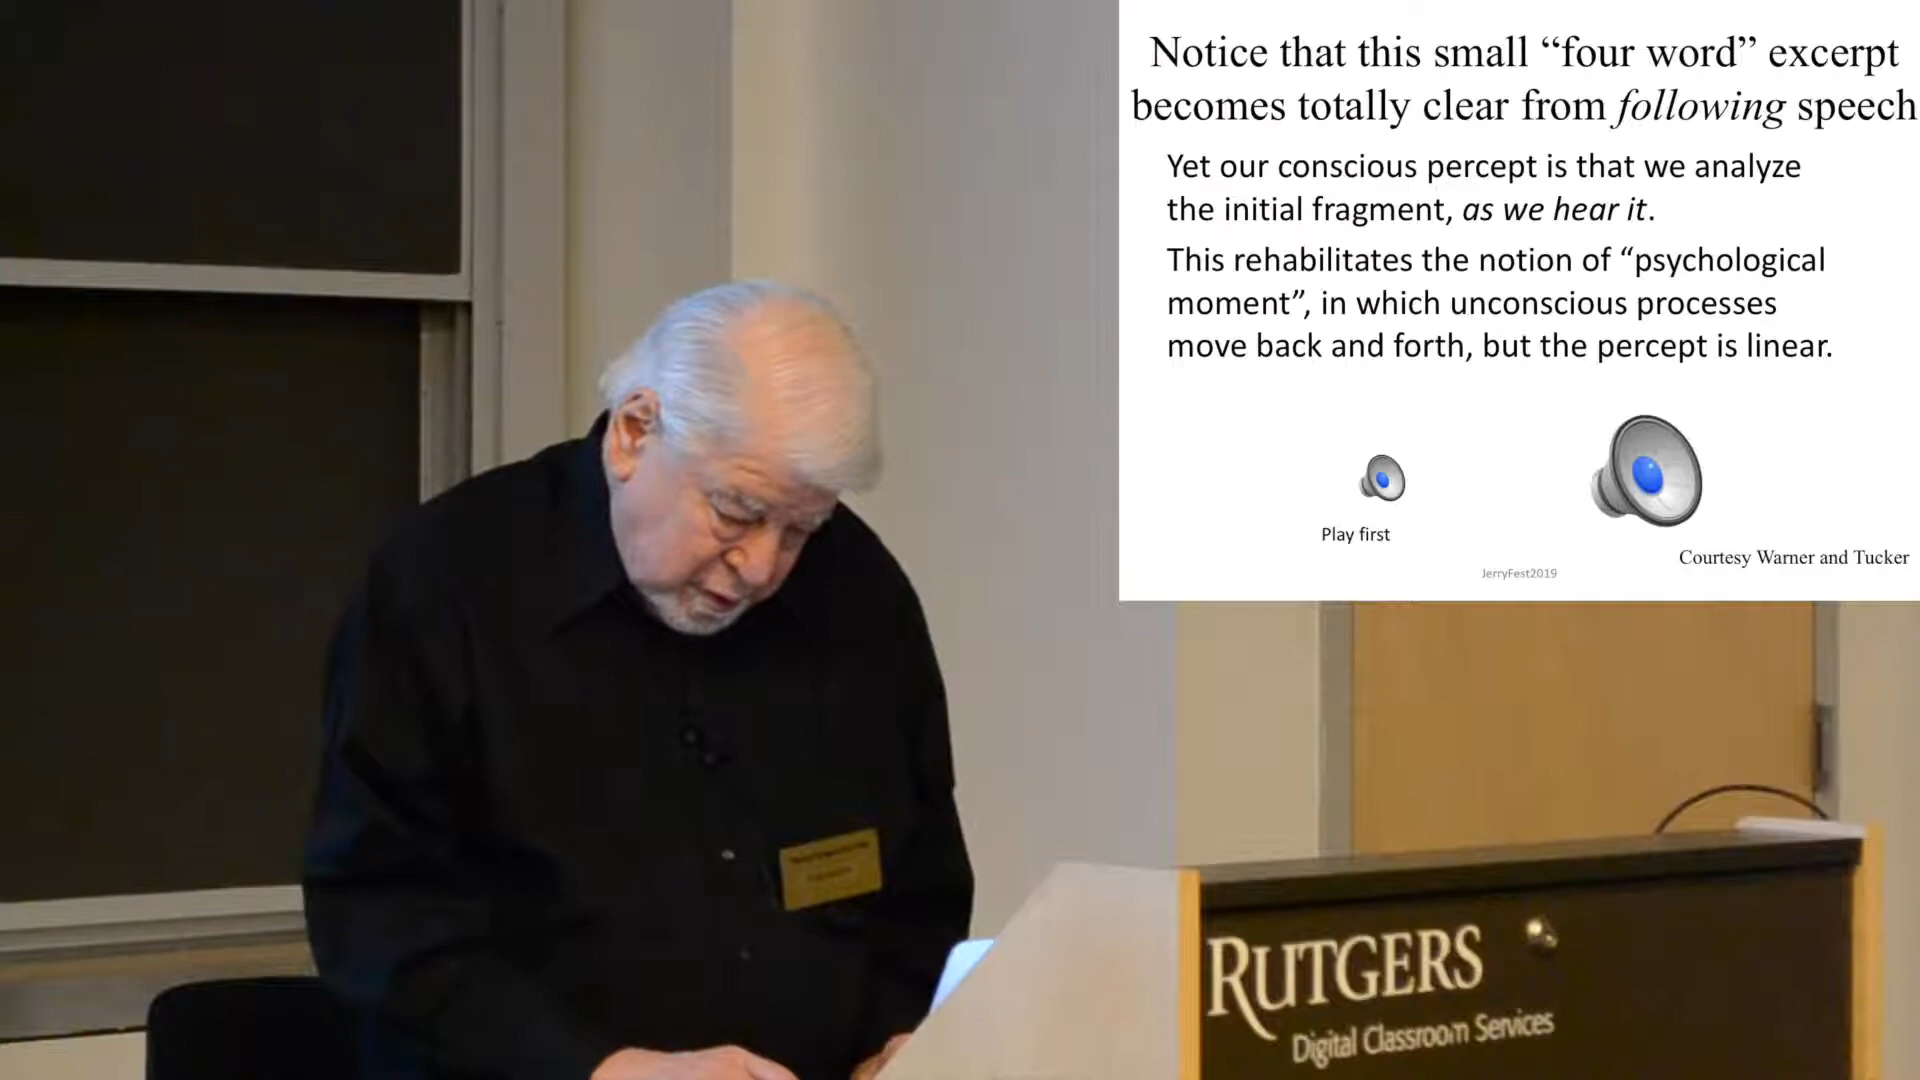 Notice that this small “four word” excerpt
becomes totally clear from following speech
Yet our conscious percept is that we analyze
the initial fragment, as we hear it.
This rehabilitates the notion of “psychological
moment”, in which unconscious processes
move back and forth, but the percept is linear.
Play first
Courtesy Warner and Tucker
JerryFest2019
RUTGERS
Digital Classroom Services